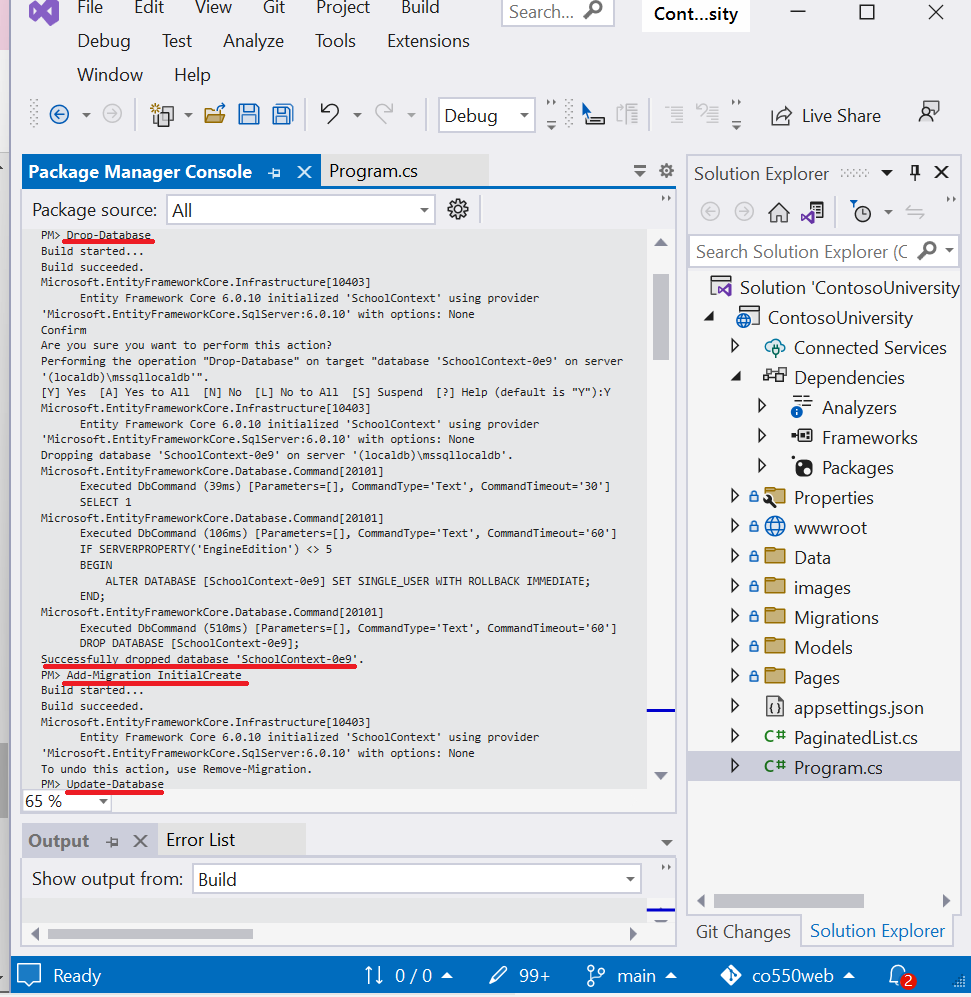 File Edit View Git Project Build
Search... Cont...sity
Debug Test Analyze Tools Extensions
Window Help
Debug
Live Share
Package Manager Console
Program.cs
Package source: All
PM> Drop-Database
Build started...
Build succeeded.
Microsoft.EntityFrameworkCore.Infrastructure[10403]
Entity Framework Core 6.0.10 initialized 'SchoolContext' using provider
'Microsoft.EntityFrameworkCore.SqlServer:6.0.10' with options: None
Confirm
Are you sure you want to perform this action?
Performing the operation "Drop-Database" on target "database 'SchoolContext-0e9' on server
'(localdb)\mssqllocaldb'".
[Y] Yes [A] Yes to All [N] No [L] No to All [S] Suspend [?] Help (default is "Y"):Y
Microsoft.EntityFrameworkCore.Infrastructure[10403]
Entity Framework Core 6.0.10 initialized 'SchoolContext' using provider
'Microsoft.EntityFrameworkCore.SqlServer:6.0.10' with options: None
Dropping database 'SchoolContext-0e9' on server '(localdb)\mssqllocaldb'.
Microsoft.EntityFrameworkCore.Database.Command[20101]
Executed DbCommand (39ms) [Parameters=[], CommandType='Text', CommandTimeout='30']
SELECT 1
Microsoft.EntityFrameworkCore.Database.Command[20101]
Executed DbCommand (106ms) [Parameters=[], CommandType='Text', CommandTimeout='60']
IF SERVERPROPERTY('EngineEdition') <> 5
BEGIN
ALTER DATABASE [SchoolContext-0e9] SET SINGLE_USER WITH ROLLBACK IMMEDIATE;
END;
Microsoft.EntityFrameworkCore.Database.Command[20101]
Executed DbCommand (510ms) [Parameters=[], CommandType='Text', CommandTimeout='60']
DROP DATABASE [SchoolContext-0e9];
Successfully dropped database 'SchoolContext-0e9'.
PM> Add-Migration InitialCreate
Build started...
Build succeeded.
Microsoft.EntityFrameworkCore.Infrastructure[10403]
Entity Framework Core 6.0.10 initialized 'SchoolContext' using provider
'Microsoft.EntityFrameworkCore.SqlServer:6.0.10' with options: None
To undo this action, use Remove-Migration.
PM> Update-Database
65 %
Output
Error List
Show output from: Build
Solution Explorer
Search Solution Explorer (C
Solution 'ContosoUniversity
ContosoUniversity
Connected Services
Dependencies
Analyzers
Frameworks
Packages
Properties
wwwroot
Data
images
Migrations
Models
Pages
appsettings.json
C# PaginatedList.cs
C# Program.cs
Git Changes Solution Explorer
Ready 0 / 0 99+ main co550web 2